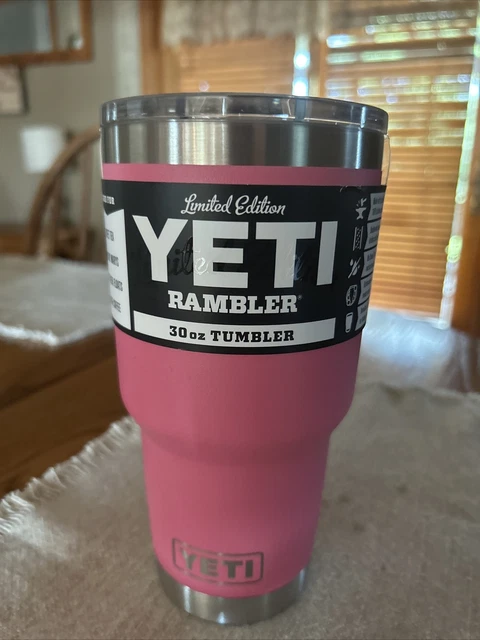 Limited Edition
YETI
RAMBLER
30 oz TUMBLER
YETI